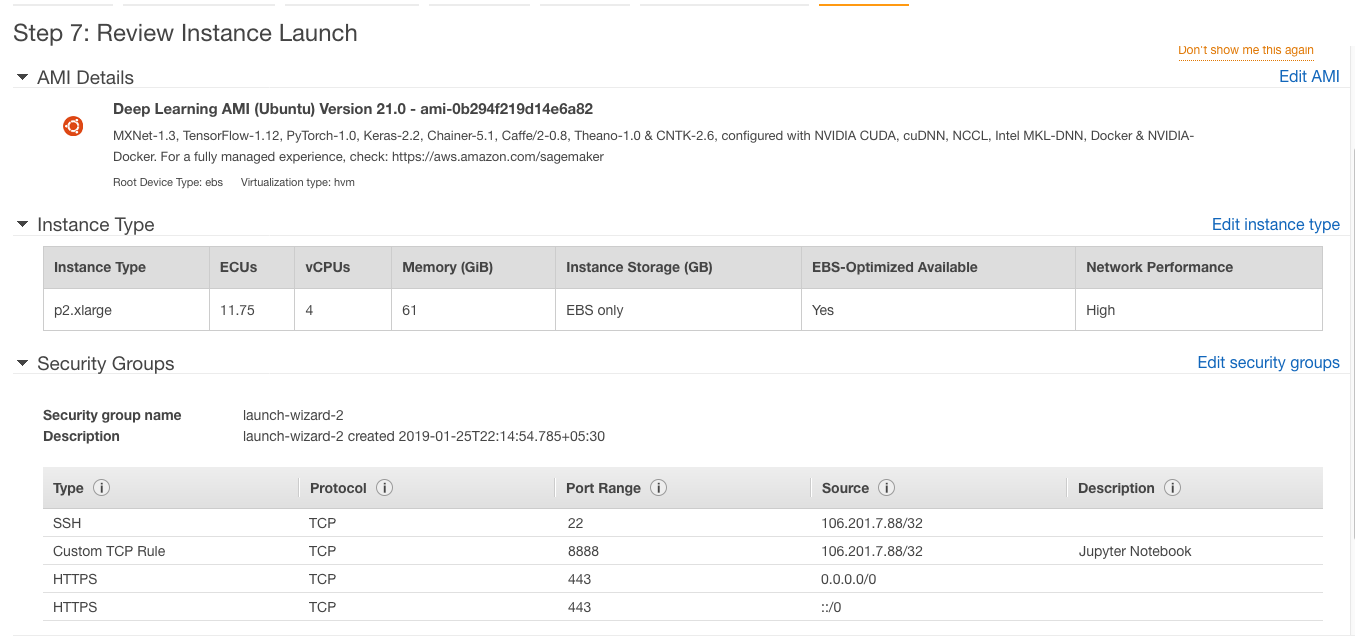 Step 7: Review Instance Launch
Don't show me this again
AMI Details
Edit AMI
Deep Learning AMI (Ubuntu) Version 21.0 - ami-0b294f219d14e6a82
MXNet-1.3, TensorFlow-1.12, PyTorch-1.0, Keras-2.2, Chainer-5.1, Caffe/2-0.8, Theano-1.0 & CNTK-2.6, configured with NVIDIA CUDA, cuDNN, NCCL, Intel MKL-DNN, Docker & NVIDIA-
Docker. For a fully managed experience, check: https://aws.amazon.com/sagemaker
Root Device Type: ebs Virtualization type: hvm
Instance Type
Edit instance type
Instance Type ECUs vCPUs Memory (GiB) Instance Storage (GB) EBS-Optimized Available Network Performance
p2.xlarge 11.75 4 61 EBS only Yes High
Security Groups
Edit security groups
Security group name launch-wizard-2
Description launch-wizard-2 created 2019-01-25T22:14:54.785+05:30
Type i Protocol i Port Range i Source i Description i
SSH TCP 22 106.201.7.88/32
Custom TCP Rule TCP 8888 106.201.7.88/32 Jupyter Notebook
HTTPS TCP 443 0.0.0.0/0
HTTPS TCP 443 ::/0